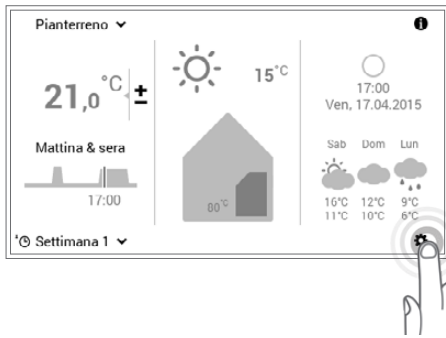 Pianterreno
21,0 °C ±
Mattina & sera
17:00
Settimana 1
15°C
80°C
17:00
Ven, 17.04.2015
Sab Dom Lun
16°C 12°C 9°C
11°C 10°C 6°C